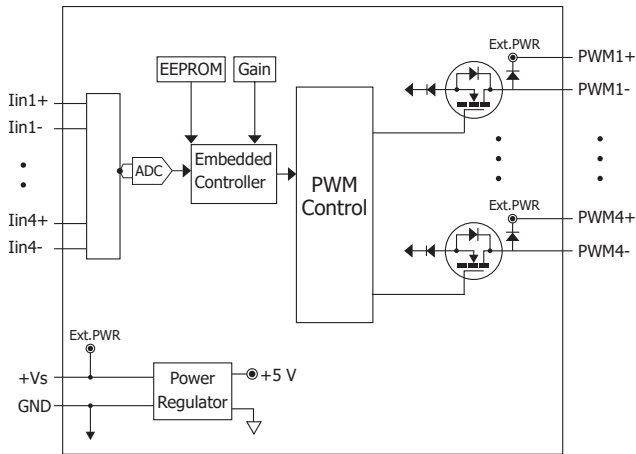 Iin1+
Iin1-
Iin4+
Iin4-
ADC
EEPROM
Gain
Embedded
Controller
PWM
Control
Ext.PWR
PWM1+
PWM1-
Ext.PWR
PWM4+
PWM4-
Ext.PWR
+Vs
GND
Power
Regulator
+5 V